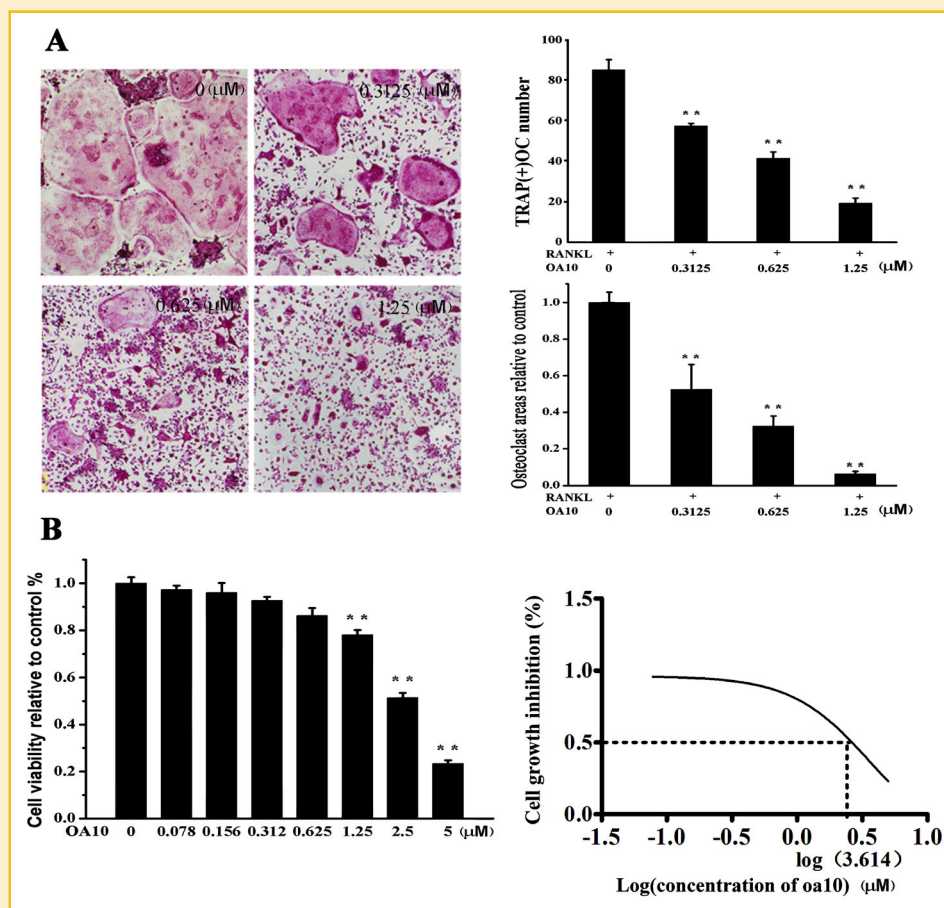 A
0 (μM)
0.3125 (μM)
0.625 (μM)
1.25 (μM)
TRAP(+)OC number
100
80
60
40
20
0
RANKL + + + +
OA10 0 0.3125 0.625 1.25 (μM)
** ** **
Osteoclast areas relative to control
1.0
0.8
0.6
0.4
0.2
0.0
RANKL + + + +
OA10 0 0.3125 0.625 1.25 (μM)
** ** **
B
Cell viability relative to control %
1.0
0.8
0.6
0.4
0.2
0.0
OA10 0 0.078 0.156 0.312 0.625 1.25 2.5 5 (μM)
** ** **
Cell growth inhibition (%)
1.5
1.0
0.5
0.0
-1.5 -1.0 -0.5 0.0 0.5 1.0
log (3.614)
Log(concentration of oa10) (μM)